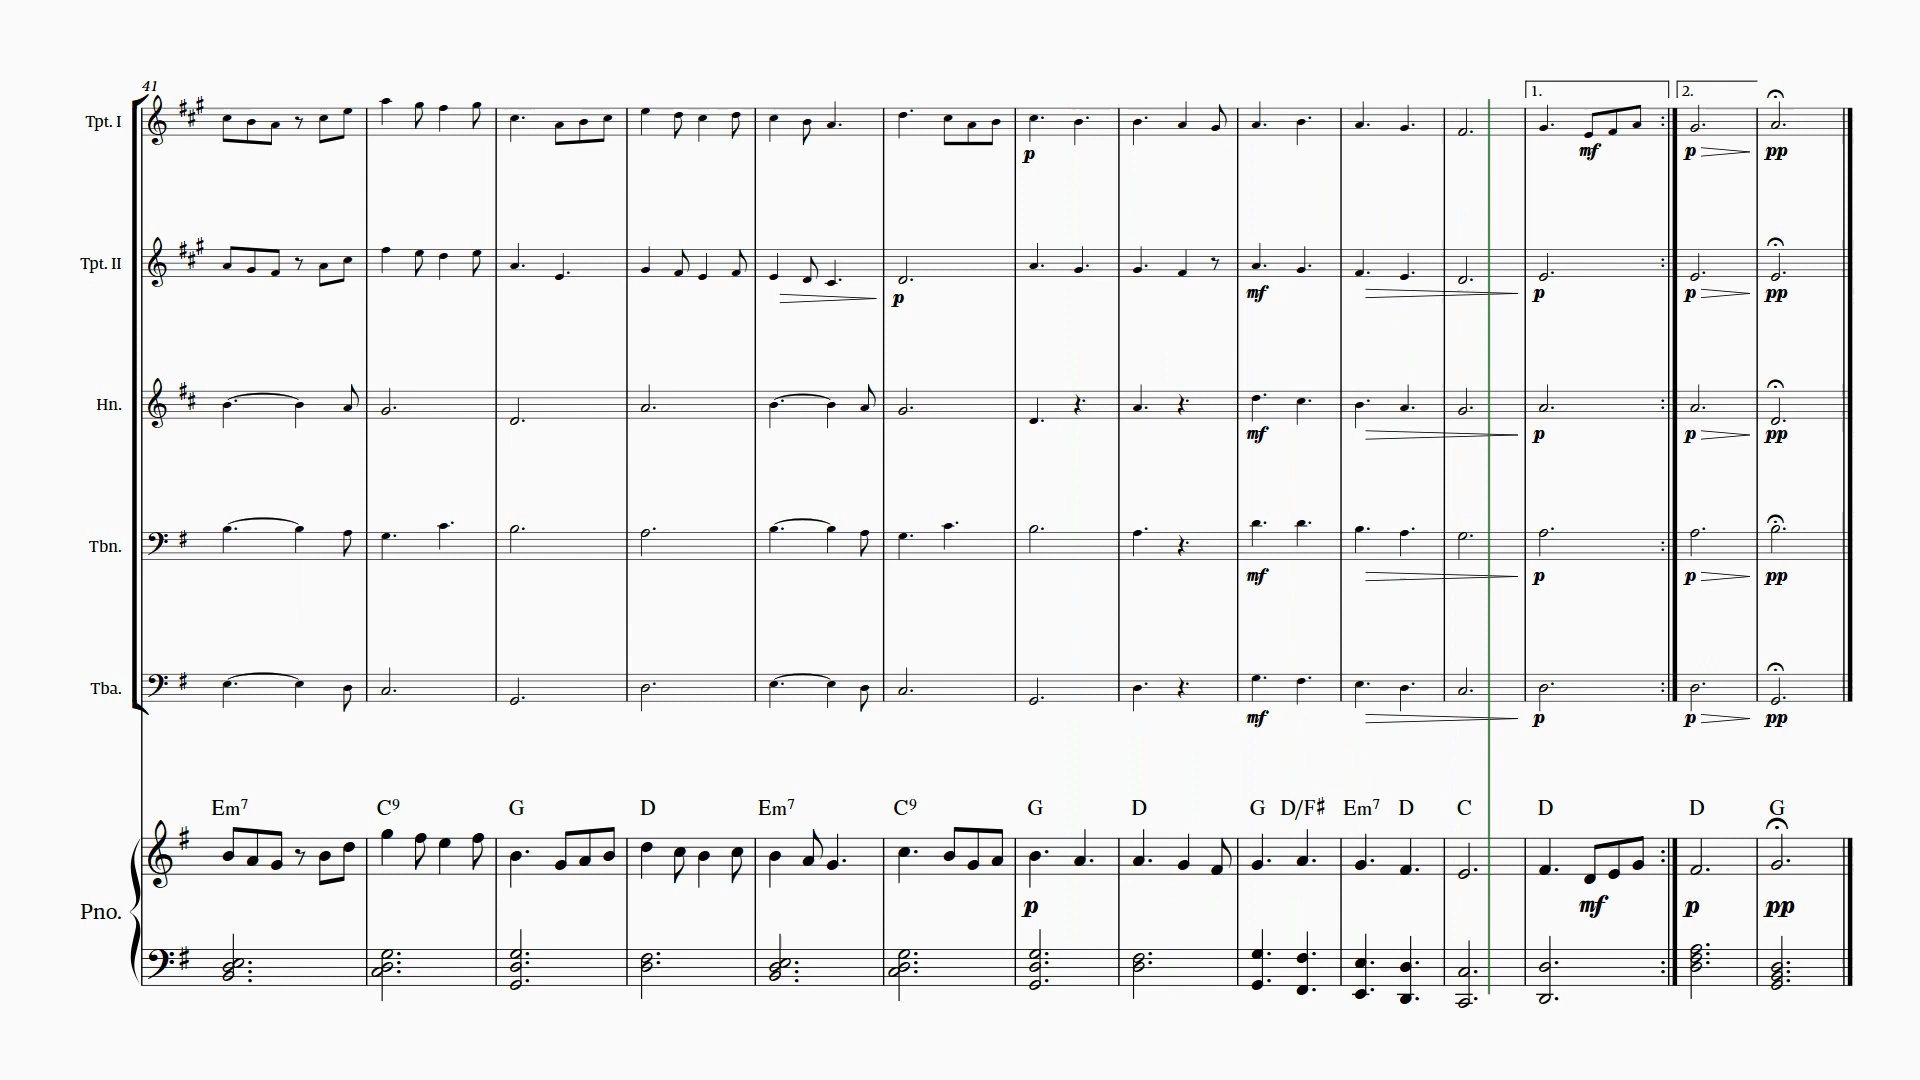 41
1. 2.
Tpt. I
p mf p pp
Tpt. II
p mf p p pp
Hn.
mf p p pp
Tbn.
mf p p pp
Tba.
mf p p pp
Em7 C9 G D Em7 C9 G D G D/F♯ Em7 D C D D G
Pno.
p mf p pp